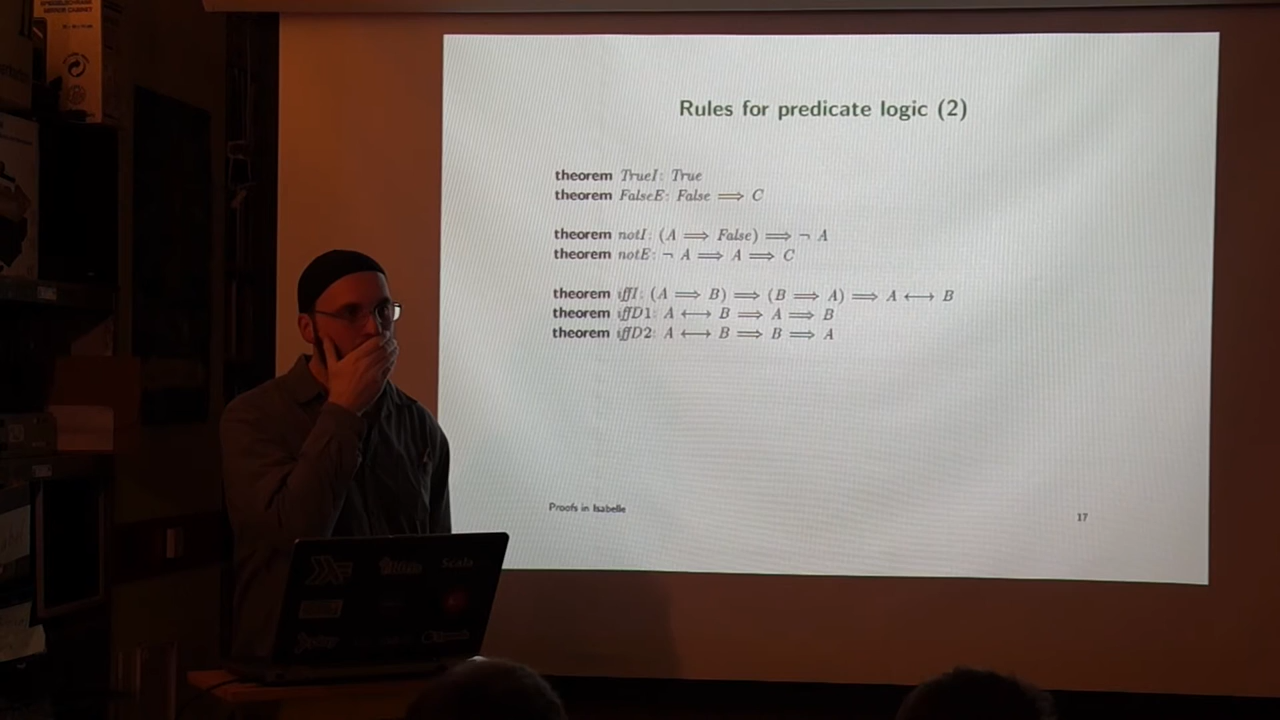 Rules for predicate logic (2)
theorem TrueI: True
theorem FalseE: False ⟹ C
theorem notI: (A ⟹ False) ⟹ ¬ A
theorem notE: ¬ A ⟹ A ⟹ C
theorem iffI: (A ⟹ B) ⟹ (B ⟹ A) ⟹ A ⟷ B
theorem iffD1: A ⟷ B ⟹ A ⟹ B
theorem iffD2: A ⟷ B ⟹ B ⟹ A
Proofs in Isabelle
17
Scala